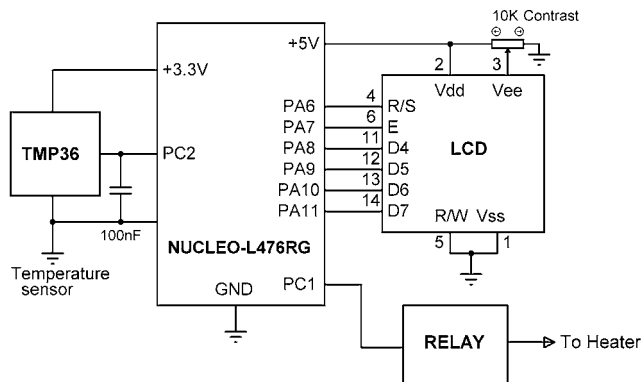 10K Contrast
+5V
2
3
+3.3V
Vdd
Vee
PA6
4
R/S
PA7
6
E
LCD
TMP36
PC2
PA8
11
D4
PA9
12
D5
PA10
13
D6
PA11
14
D7
R/W
Vss
100nF
NUCLEO-L476RG
5
1
Temperature
sensor
GND
PC1
RELAY
To Heater